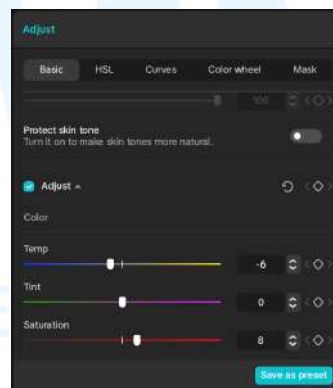 Adjust
Basic HSL Curves Color wheel Mask
100
Protect skin tone
Turn it on to make skin tones more natural.
Adjust
Color
Temp
-6
Tint
0
Saturation
8
Save as preset